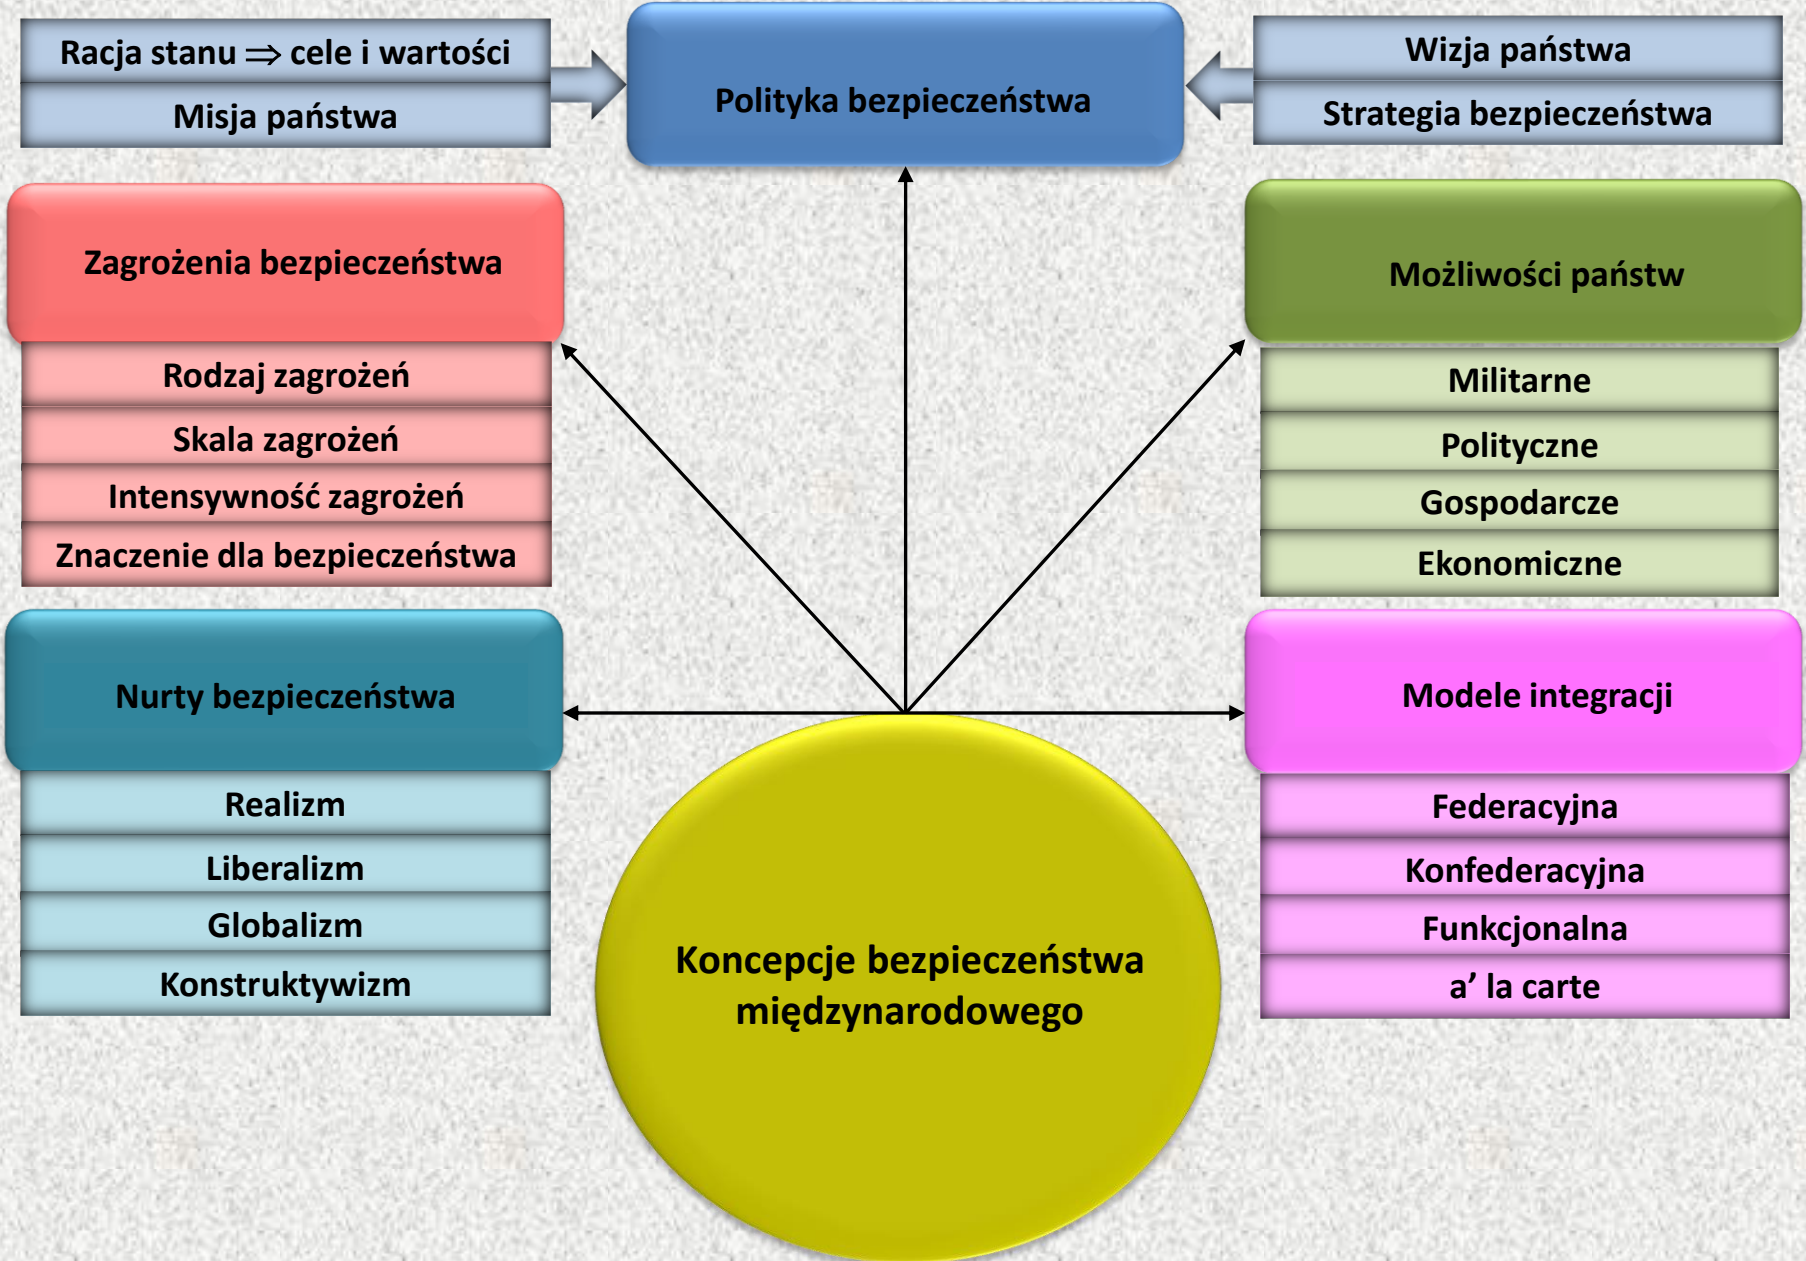 Racja stanu ⇒ cele i wartości
Misja państwa
Polityka bezpieczeństwa
Wizja państwa
Strategia bezpieczeństwa
Zagrożenia bezpieczeństwa
Rodzaj zagrożeń
Skala zagrożeń
Intensywność zagrożeń
Znaczenie dla bezpieczeństwa
Możliwości państw
Militarne
Polityczne
Gospodarcze
Ekonomiczne
Nurty bezpieczeństwa
Realizm
Liberalizm
Globalizm
Konstruktywizm
Modele integracji
Federacyjna
Konfederacyjna
Funkcjonalna
a’ la carte
Koncepcje bezpieczeństwa
międzynarodowego